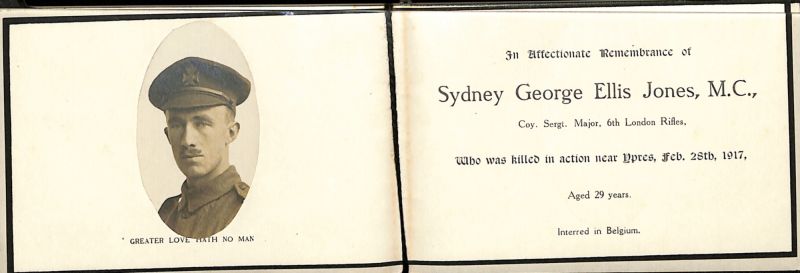 ' GREATER LOVE HATH NO MAN
In Affectionate Remembrance of
Sydney George Ellis Jones, M.C.,
Coy. Sergt. Major, 6th London Rifles.
Who was killed in action near Ypres, Feb. 28th, 1917,
Aged 29 years.
Interred in Belgium.